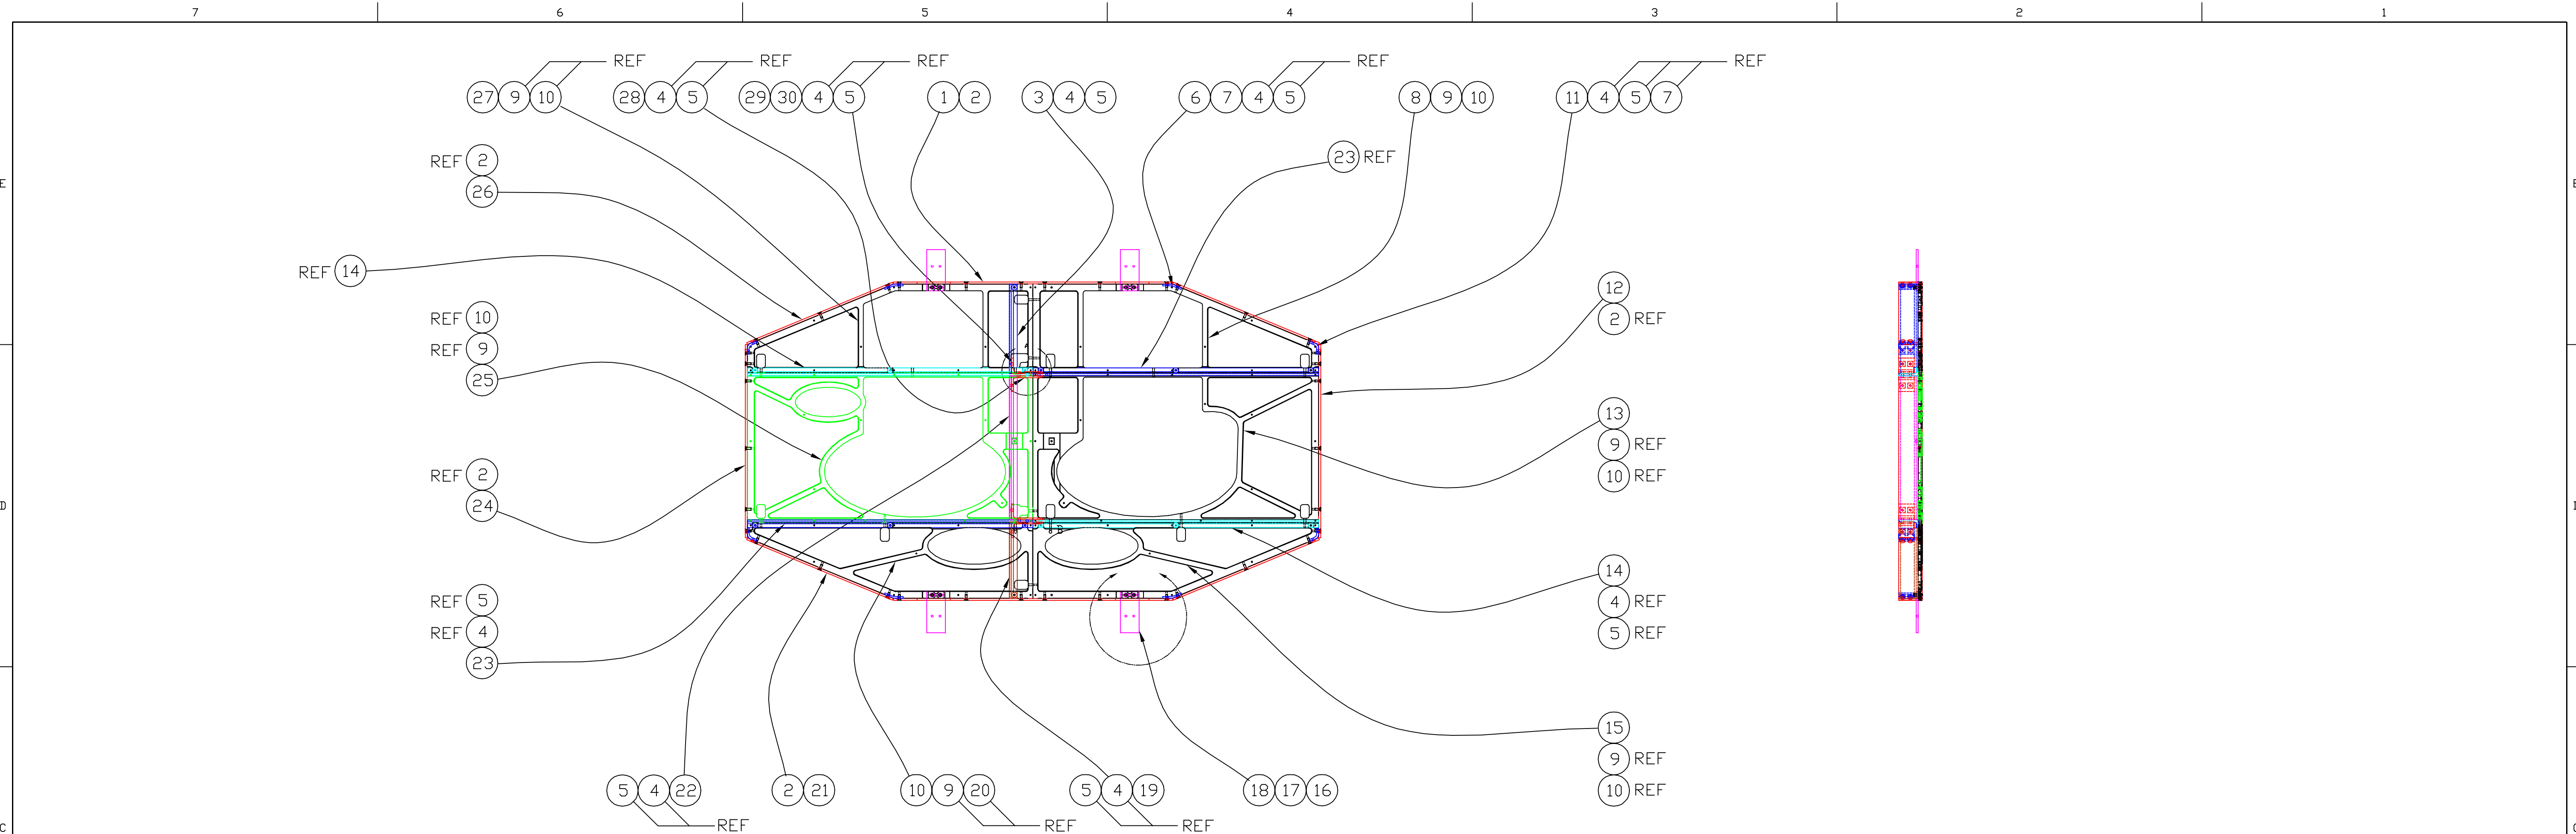 7 6 5 4 3 2 1
REF REF REF REF REF
27 9 10 28 4 5 29 30 4 5 1 2 3 4 5 6 7 4 5 8 9 10 11 4 5 7
23 REF
REF 2
E E
26
REF 14
12
2 REF
REF 10
A
REF 9
25
13
9 REF
10 REF
REF 2
24
D D
B
14
REF 5
4 REF
REF 4
5 REF
23
15
9 REF
5 4 22 2 21 10 9 20 5 4 19 18 17 16 10 REF
REF REF REF
C C